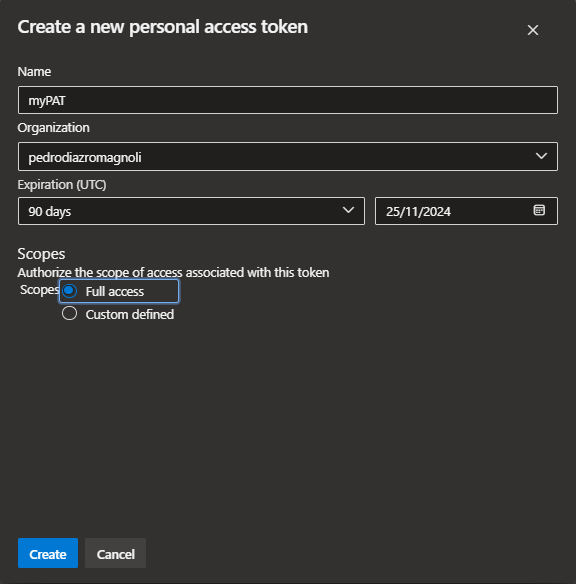 Create a new personal access token
Name
myPAT
Organization
pedrodiazromagnoli
Expiration (UTC)
90 days 25/11/2024
Scopes
Authorize the scope of access associated with this token
Scopes Full access
Custom defined
Create Cancel